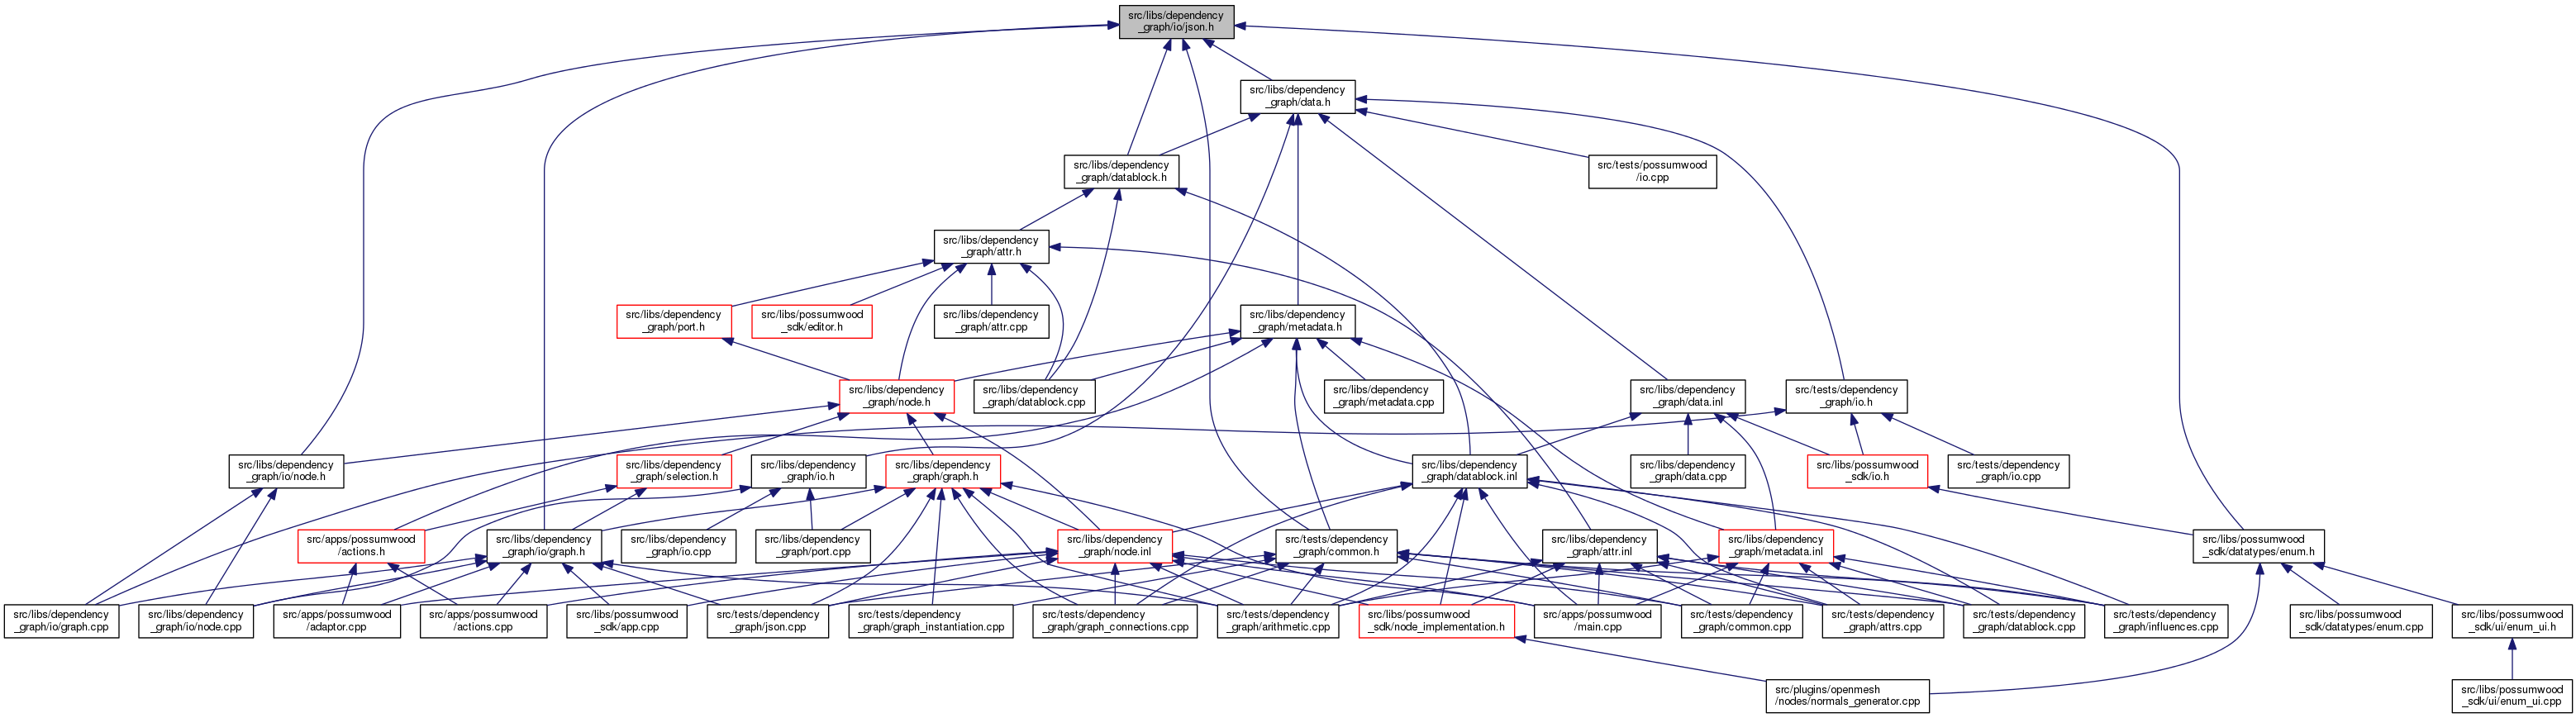 src/libs/dependency
_graph/io/json.h
src/libs/dependency
_graph/data.h
src/libs/dependency
_graph/datablock.h
src/tests/possumwood
/io.cpp
src/libs/dependency
_graph/attr.h
src/libs/dependency
_graph/port.h
src/libs/possumwood
_sdk/editor.h
src/libs/dependency
_graph/attr.cpp
src/libs/dependency
_graph/metadata.h
src/libs/dependency
_graph/node.h
src/libs/dependency
_graph/datablock.cpp
src/libs/dependency
_graph/metadata.cpp
src/libs/dependency
_graph/data.inl
src/tests/dependency
_graph/io.h
src/libs/dependency
_graph/io/node.h
src/libs/dependency
_graph/selection.h
src/libs/dependency
_graph/io.h
src/libs/dependency
_graph/graph.h
src/libs/dependency
_graph/datablock.inl
src/libs/dependency
_graph/data.cpp
src/libs/possumwood
_sdk/io.h
src/tests/dependency
_graph/io.cpp
src/apps/possumwood
/actions.h
src/libs/dependency
_graph/io/graph.h
src/libs/dependency
_graph/io.cpp
src/libs/dependency
_graph/port.cpp
src/libs/dependency
_graph/node.inl
src/tests/dependency
_graph/common.h
src/libs/dependency
_graph/attr.inl
src/libs/dependency
_graph/metadata.inl
src/libs/possumwood
_sdk/datatypes/enum.h
src/libs/dependency
_graph/io/graph.cpp
src/libs/dependency
_graph/io/node.cpp
src/apps/possumwood
/adaptor.cpp
src/apps/possumwood
/actions.cpp
src/libs/possumwood
_sdk/app.cpp
src/tests/dependency
_graph/json.cpp
src/tests/dependency
_graph/graph_instantiation.cpp
src/tests/dependency
_graph/graph_connections.cpp
src/tests/dependency
_graph/arithmetic.cpp
src/libs/possumwood
_sdk/node_implementation.h
src/apps/possumwood
/main.cpp
src/tests/dependency
_graph/common.cpp
src/tests/dependency
_graph/attrs.cpp
src/tests/dependency
_graph/datablock.cpp
src/tests/dependency
_graph/influences.cpp
src/libs/possumwood
_sdk/datatypes/enum.cpp
src/libs/possumwood
_sdk/ui/enum_ui.h
src/plugins/openmesh
/nodes/normals_generator.cpp
src/libs/possumwood
_sdk/ui/enum_ui.cpp